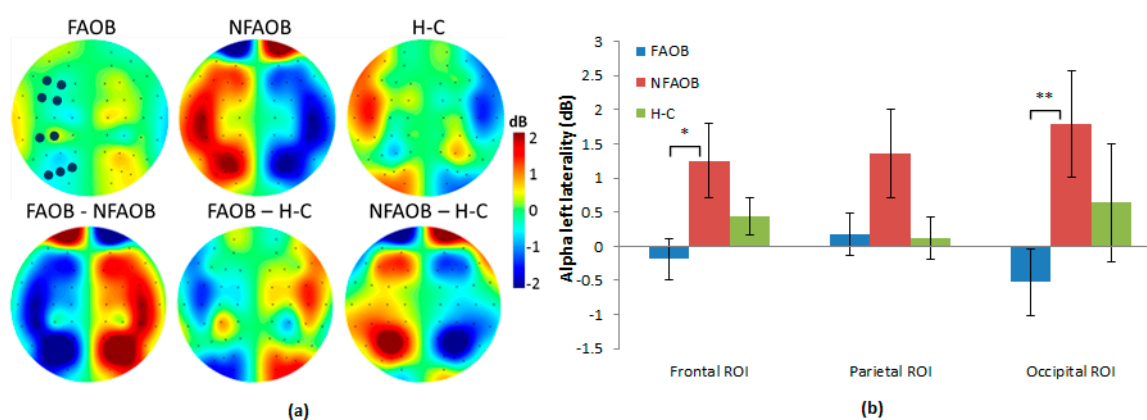 (a)
FAOB NFAOB H-C
dB
2
1
0
-1
-2
FAOB - NFAOB FAOB – H-C NFAOB – H-C
(a)
Alpha left laterality (dB)
3
2.5
2
1.5
1
0.5
0
-0.5
-1
-1.5
FAOB
NFAOB
H-C
*
**
Frontal ROI Parietal ROI Occipital ROI
(b)